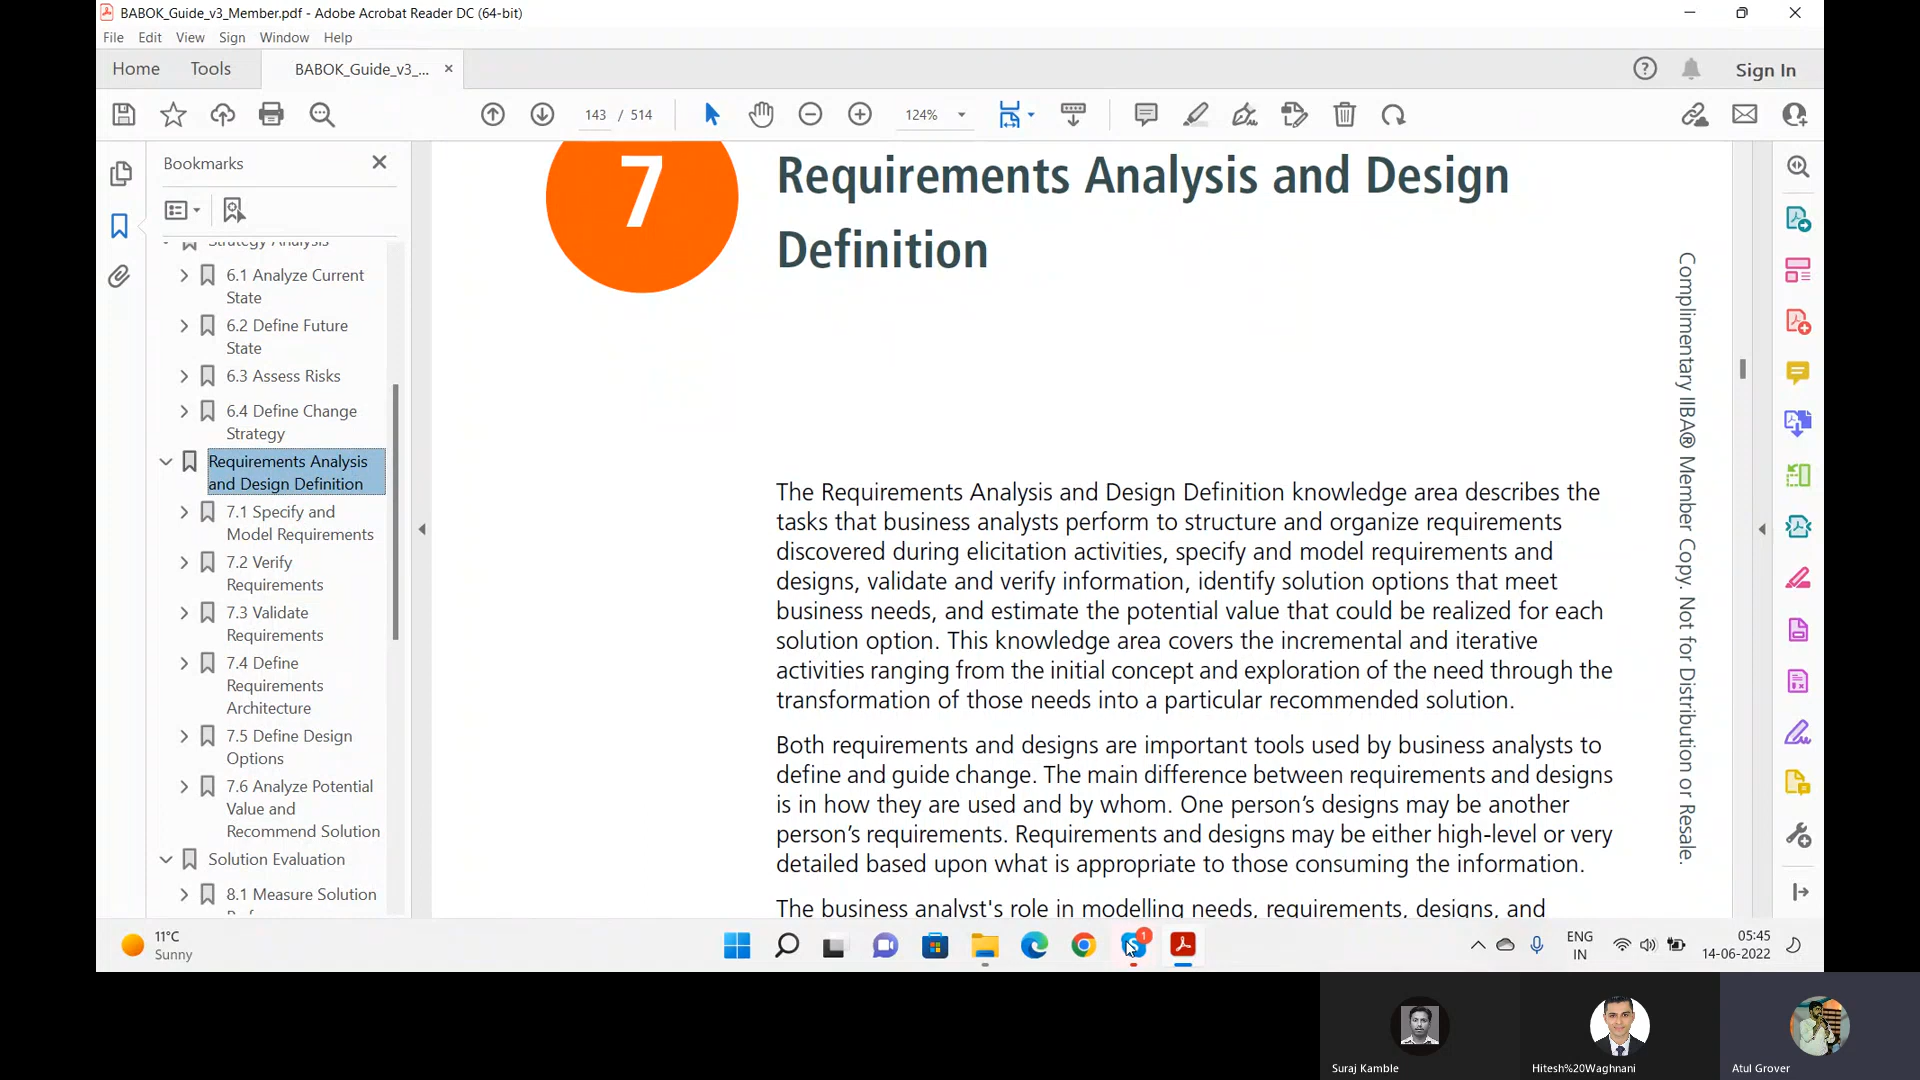 BABOK_Guide_v3_Member.pdf - Adobe Acrobat Reader DC (64-bit)
File Edit View Sign Window Help
Home Tools BABOK_Guide_v3_... × Sign In
143 / 514 124%
Bookmarks
Strategy Analysis
6.1 Analyze Current
State
6.2 Define Future
State
6.3 Assess Risks
6.4 Define Change
Strategy
Requirements Analysis
and Design Definition
7.1 Specify and
Model Requirements
7.2 Verify
Requirements
7.3 Validate
Requirements
7.4 Define
Requirements
Architecture
7.5 Define Design
Options
7.6 Analyze Potential
Value and
Recommend Solution
Solution Evaluation
8.1 Measure Solution
7
Requirements Analysis and Design
Definition
The Requirements Analysis and Design Definition knowledge area describes the
tasks that business analysts perform to structure and organize requirements
discovered during elicitation activities, specify and model requirements and
designs, validate and verify information, identify solution options that meet
business needs, and estimate the potential value that could be realized for each
solution option. This knowledge area covers the incremental and iterative
activities ranging from the initial concept and exploration of the need through the
transformation of those needs into a particular recommended solution.
Both requirements and designs are important tools used by business analysts to
define and guide change. The main difference between requirements and designs
is in how they are used and by whom. One person's designs may be another
person's requirements. Requirements and designs may be either high-level or very
detailed based upon what is appropriate to those consuming the information.
The business analyst's role in modelling needs, requirements, designs, and
Complimentary IIBA® Member Copy. Not for Distribution or Resale.
11°C
Sunny
1
ENG
IN
05:45
14-06-2022
Suraj Kamble
Hitesh%20Waghnani
Atul Grover